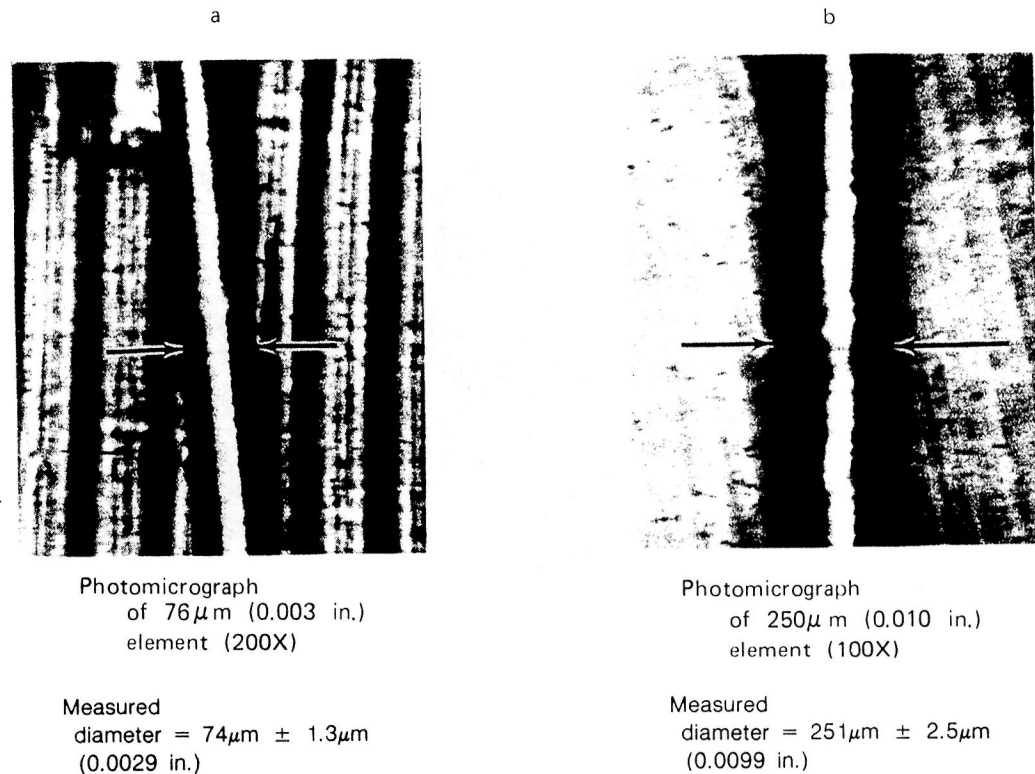 a
b
Photomicrograph
of 76μm (0.003 in.)
element (200X)
Measured
diameter = 74μm ± 1.3μm
(0.0029 in.)
Photomicrograph
of 250μm (0.010 in.)
element (100X)
Measured
diameter = 251μm ± 2.5μm
(0.0099 in.)